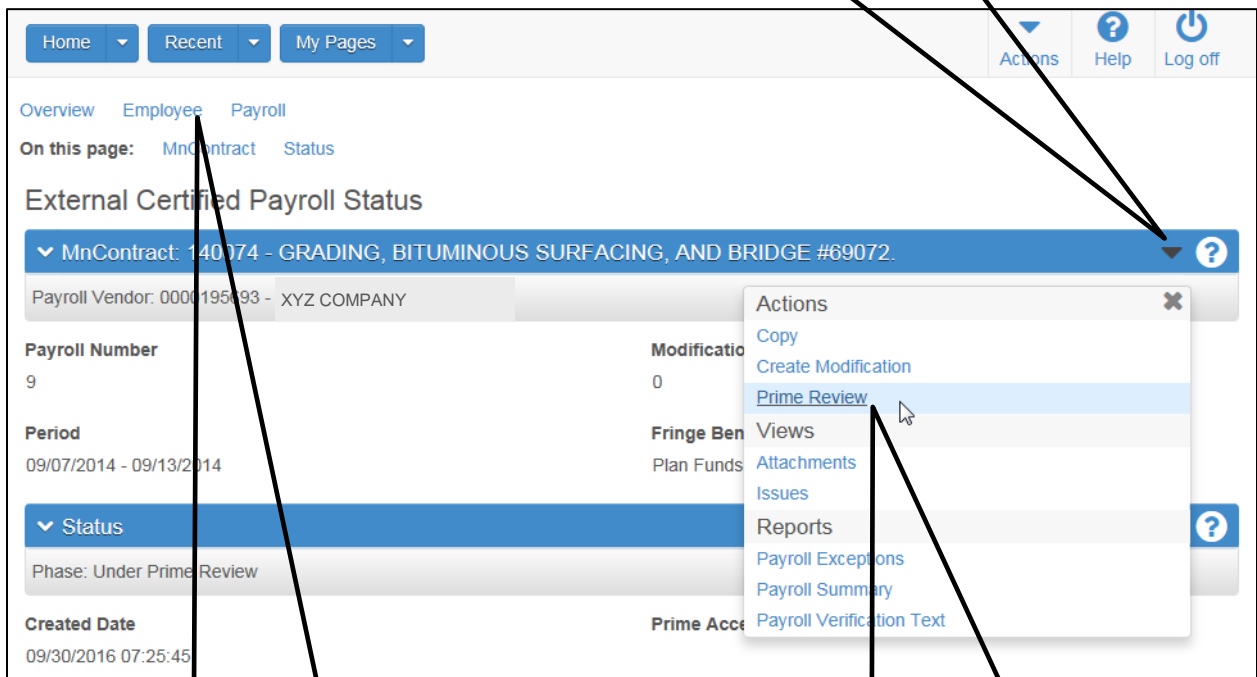 Home Recent My Pages Actions Help Log off
Overview Employee Payroll
On this page: MnContract Status
External Certified Payroll Status
MnContract: 140074 - GRADING, BITUMINOUS SURFACING, AND BRIDGE #69072.
Payroll Vendor: 0000195693 - XYZ COMPANY
Payroll Number
9
Modificatio
0
Period
09/07/2014 - 09/13/2014
Fringe Ben
Plan Funds
Actions
Copy
Create Modification
Prime Review
Views
Attachments
Issues
Reports
Payroll Exceptions
Payroll Summary
Payroll Verification Text
Status
Phase: Under Prime Review
Created Date
09/30/2016 07:25:45
Prime Acce